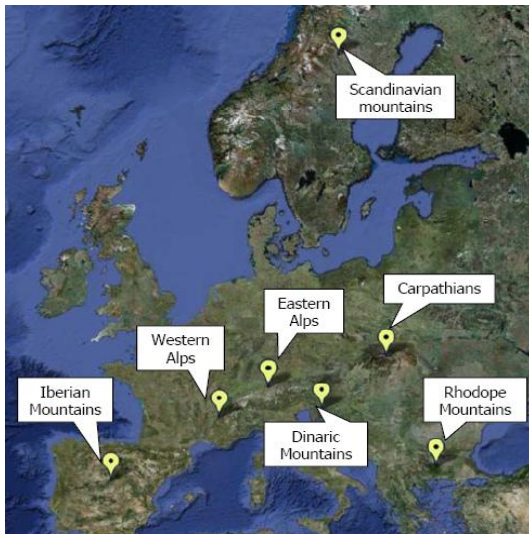 Scandinavian
mountains
Carpathians
Eastern
Alps
Western
Alps
Iberian
Mountains
Rhodope
Mountains
Dinaric
Mountains